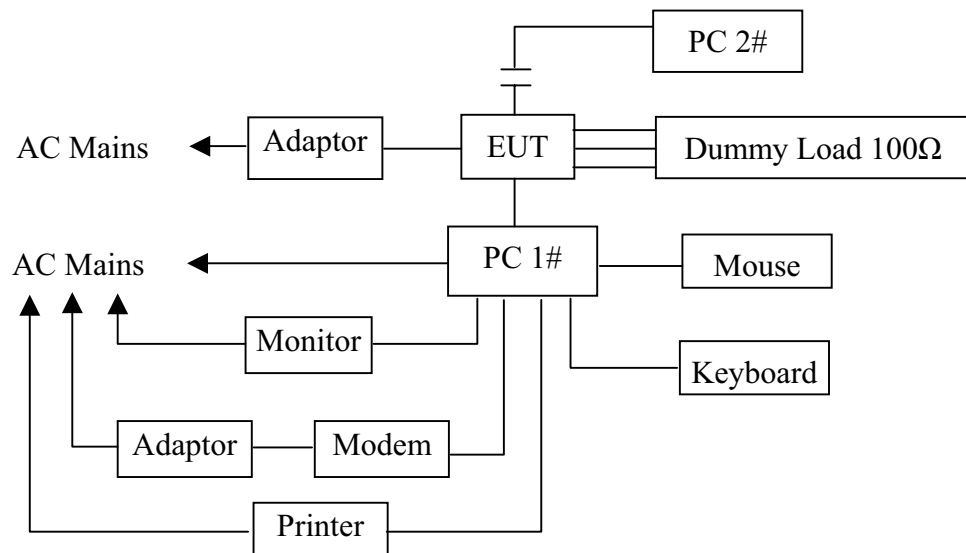 PC 2#
AC Mains
Adaptor
EUT
Dummy Load 100Ω
AC Mains
PC 1#
Mouse
Monitor
Keyboard
Adaptor
Modem
Printer